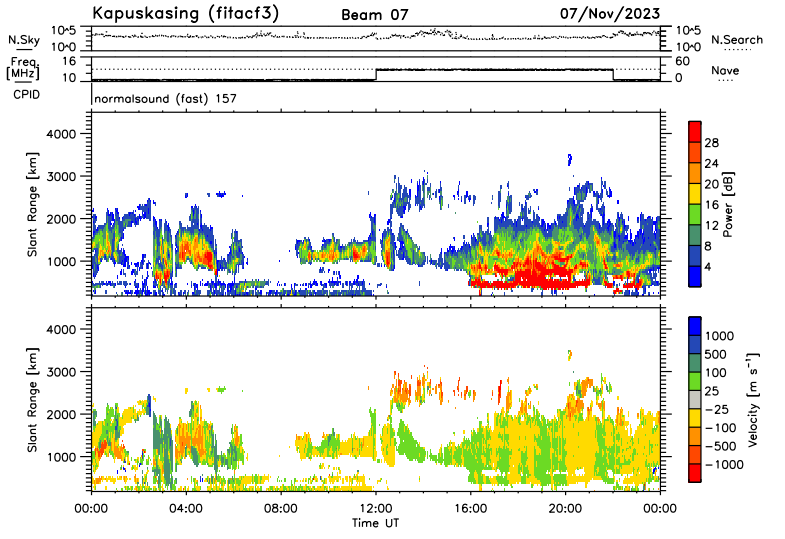 Kapuskasing (fitacf3) Beam 07 07/Nov/2023
N.Sky 10^5 10^0 10^5 10^0 N.Search
Freq. [MHz] 16 10 60 0 Nave
CPID normalsound (fast) 157
Slant Range [km]
4000
3000
2000
1000
Power [dB]
28
24
20
16
12
8
4
Slant Range [km]
4000
3000
2000
1000
Velocity [m s^-1]
1000
500
100
25
-25
-100
-500
-1000
00:00 04:00 08:00 12:00 16:00 20:00 00:00
Time UT